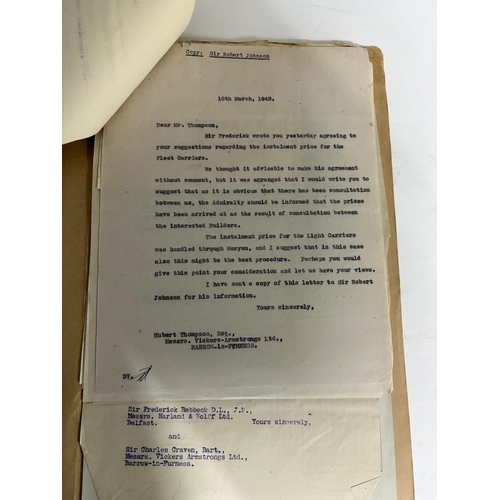 Copy: Sir Robert Johnson
10th March, 1943.
Dear Mr. Thompson,
Sir Frederick wrote you yesterday agreeing to
your suggestions regarding the instalment price for the
Fleet Carriers.
He thought it advisable to make his agreement
without comment, but it was arranged that I would write you to
suggest that as it is obvious that there has been consultation
between us, the Admiralty should be informed that the prices
have been arrived at as the result of consultation between
the interested Builders.
The instalment price for the Light Carriers
was handled through Merryon, and I suggest that in this case
also this might be the best procedure. Perhaps you would
give this point your consideration and let us have your views.
I have sent a copy of this letter to Sir Robert
Johnson for his information.
Yours sincerely,
Hubert Thompson, Esq.,
Messrs. Vickers-Armstrongs Ltd.,
BARROW-in-FURNESS.
Sir Frederick Rebbeck D.L., J.P.,
Messrs. Harland & Wolff Ltd.
Belfast. Yours sincerely,
and
Sir Charles Craven, Bart.,
Messrs. Vickers Armstrongs Ltd.,
Barrow-in-Furness.